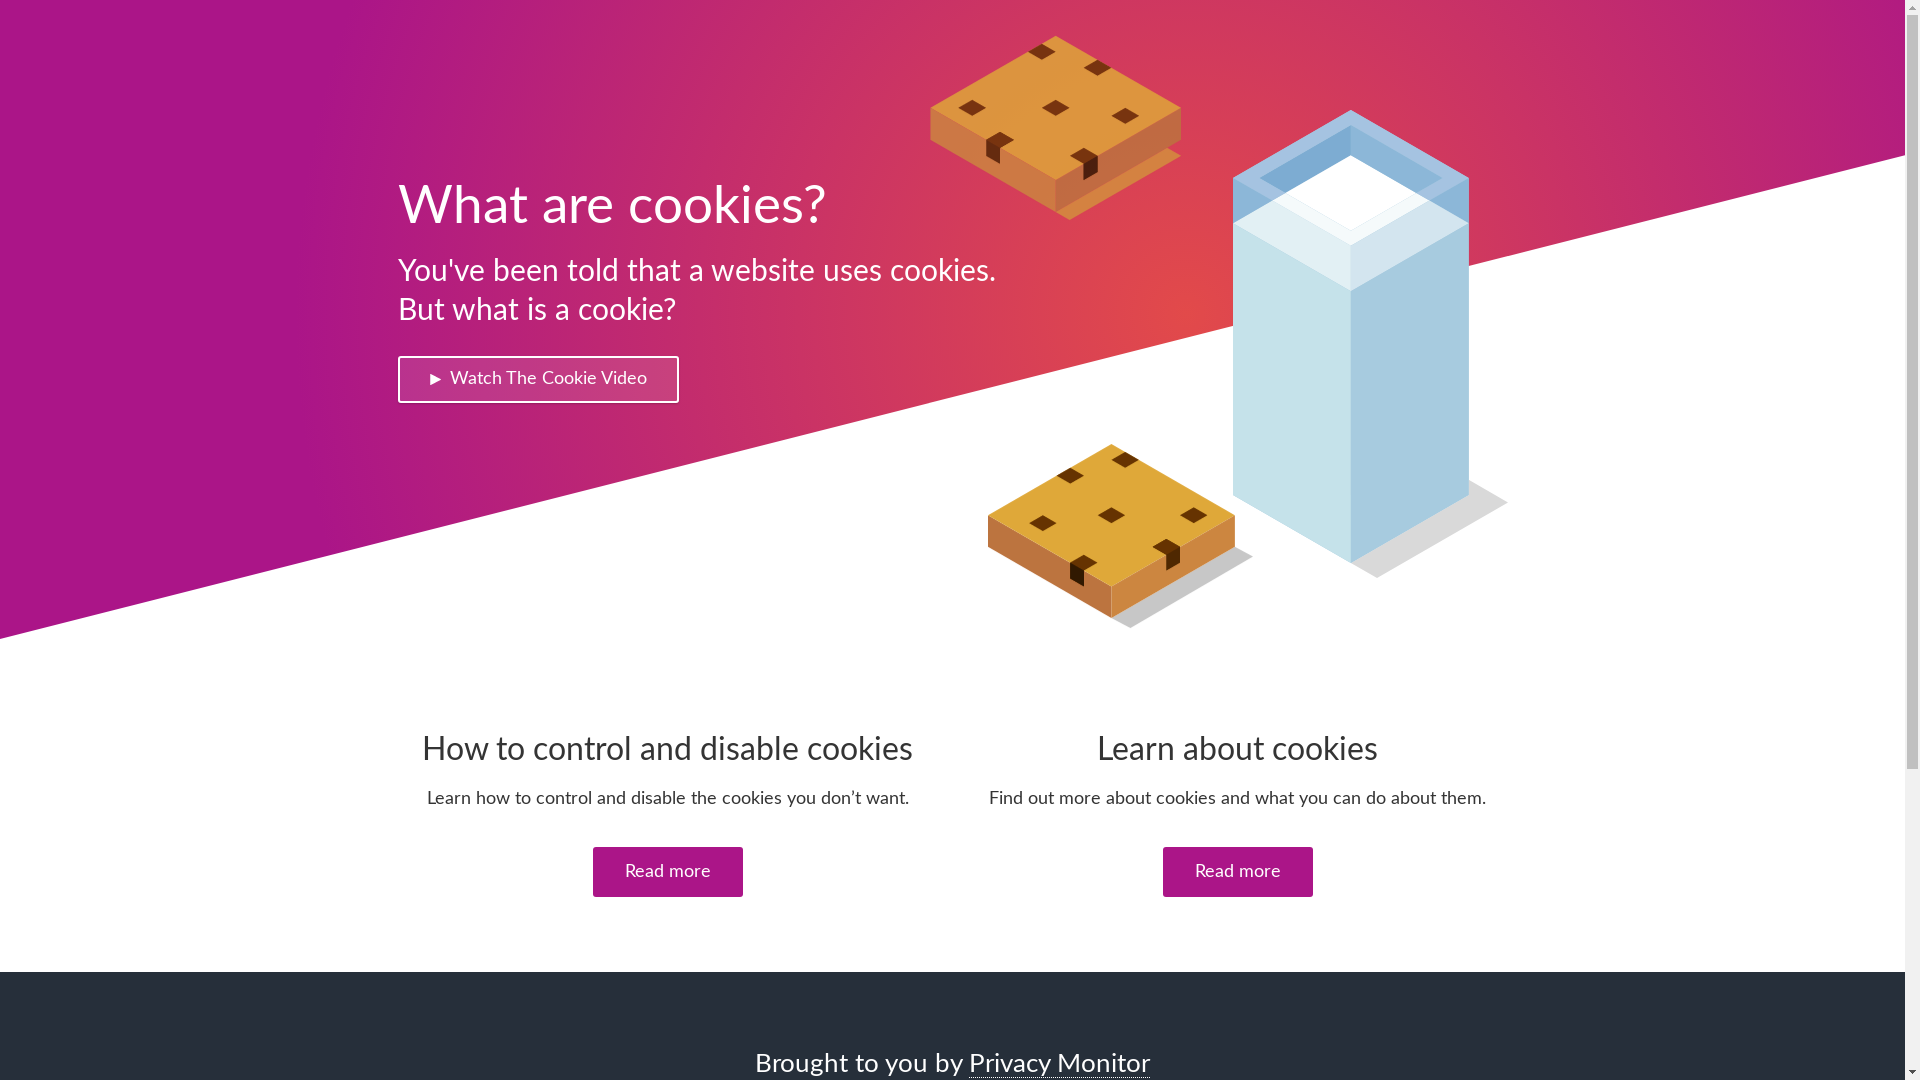 What are cookies?
You've been told that a website uses cookies.
But what is a cookie?
Watch The Cookie Video
How to control and disable cookies
Learn how to control and disable the cookies you don’t want.
Read more
Learn about cookies
Find out more about cookies and what you can do about them.
Read more
Brought to you by Privacy Monitor